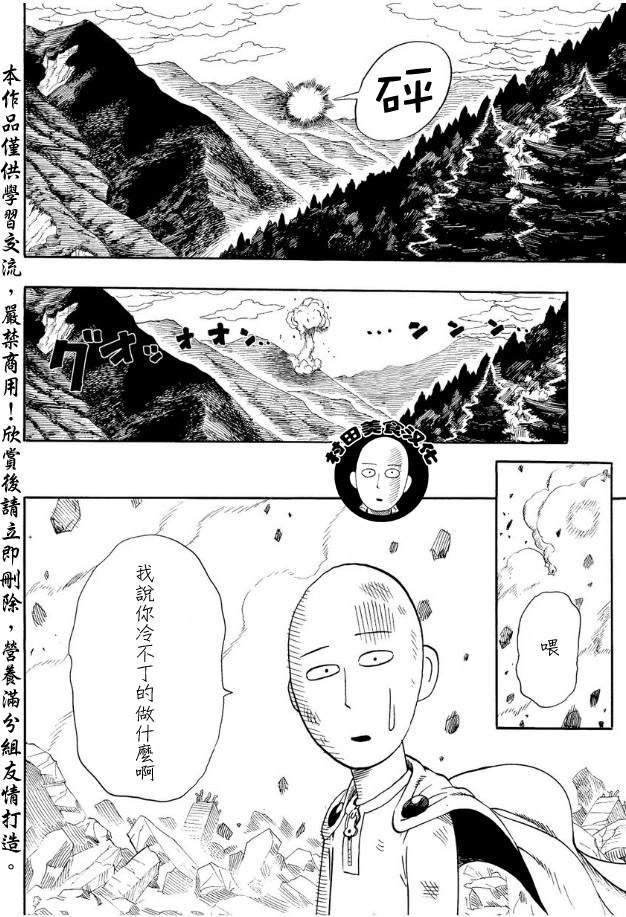 砰
グオッオオン...
...ンンンン
村田美食汉化
喂
我說你冷不丁的做什麼啊
本作品僅供學習交流，嚴禁商用！欣賞後請立即刪除，營養滿分組友情打造。